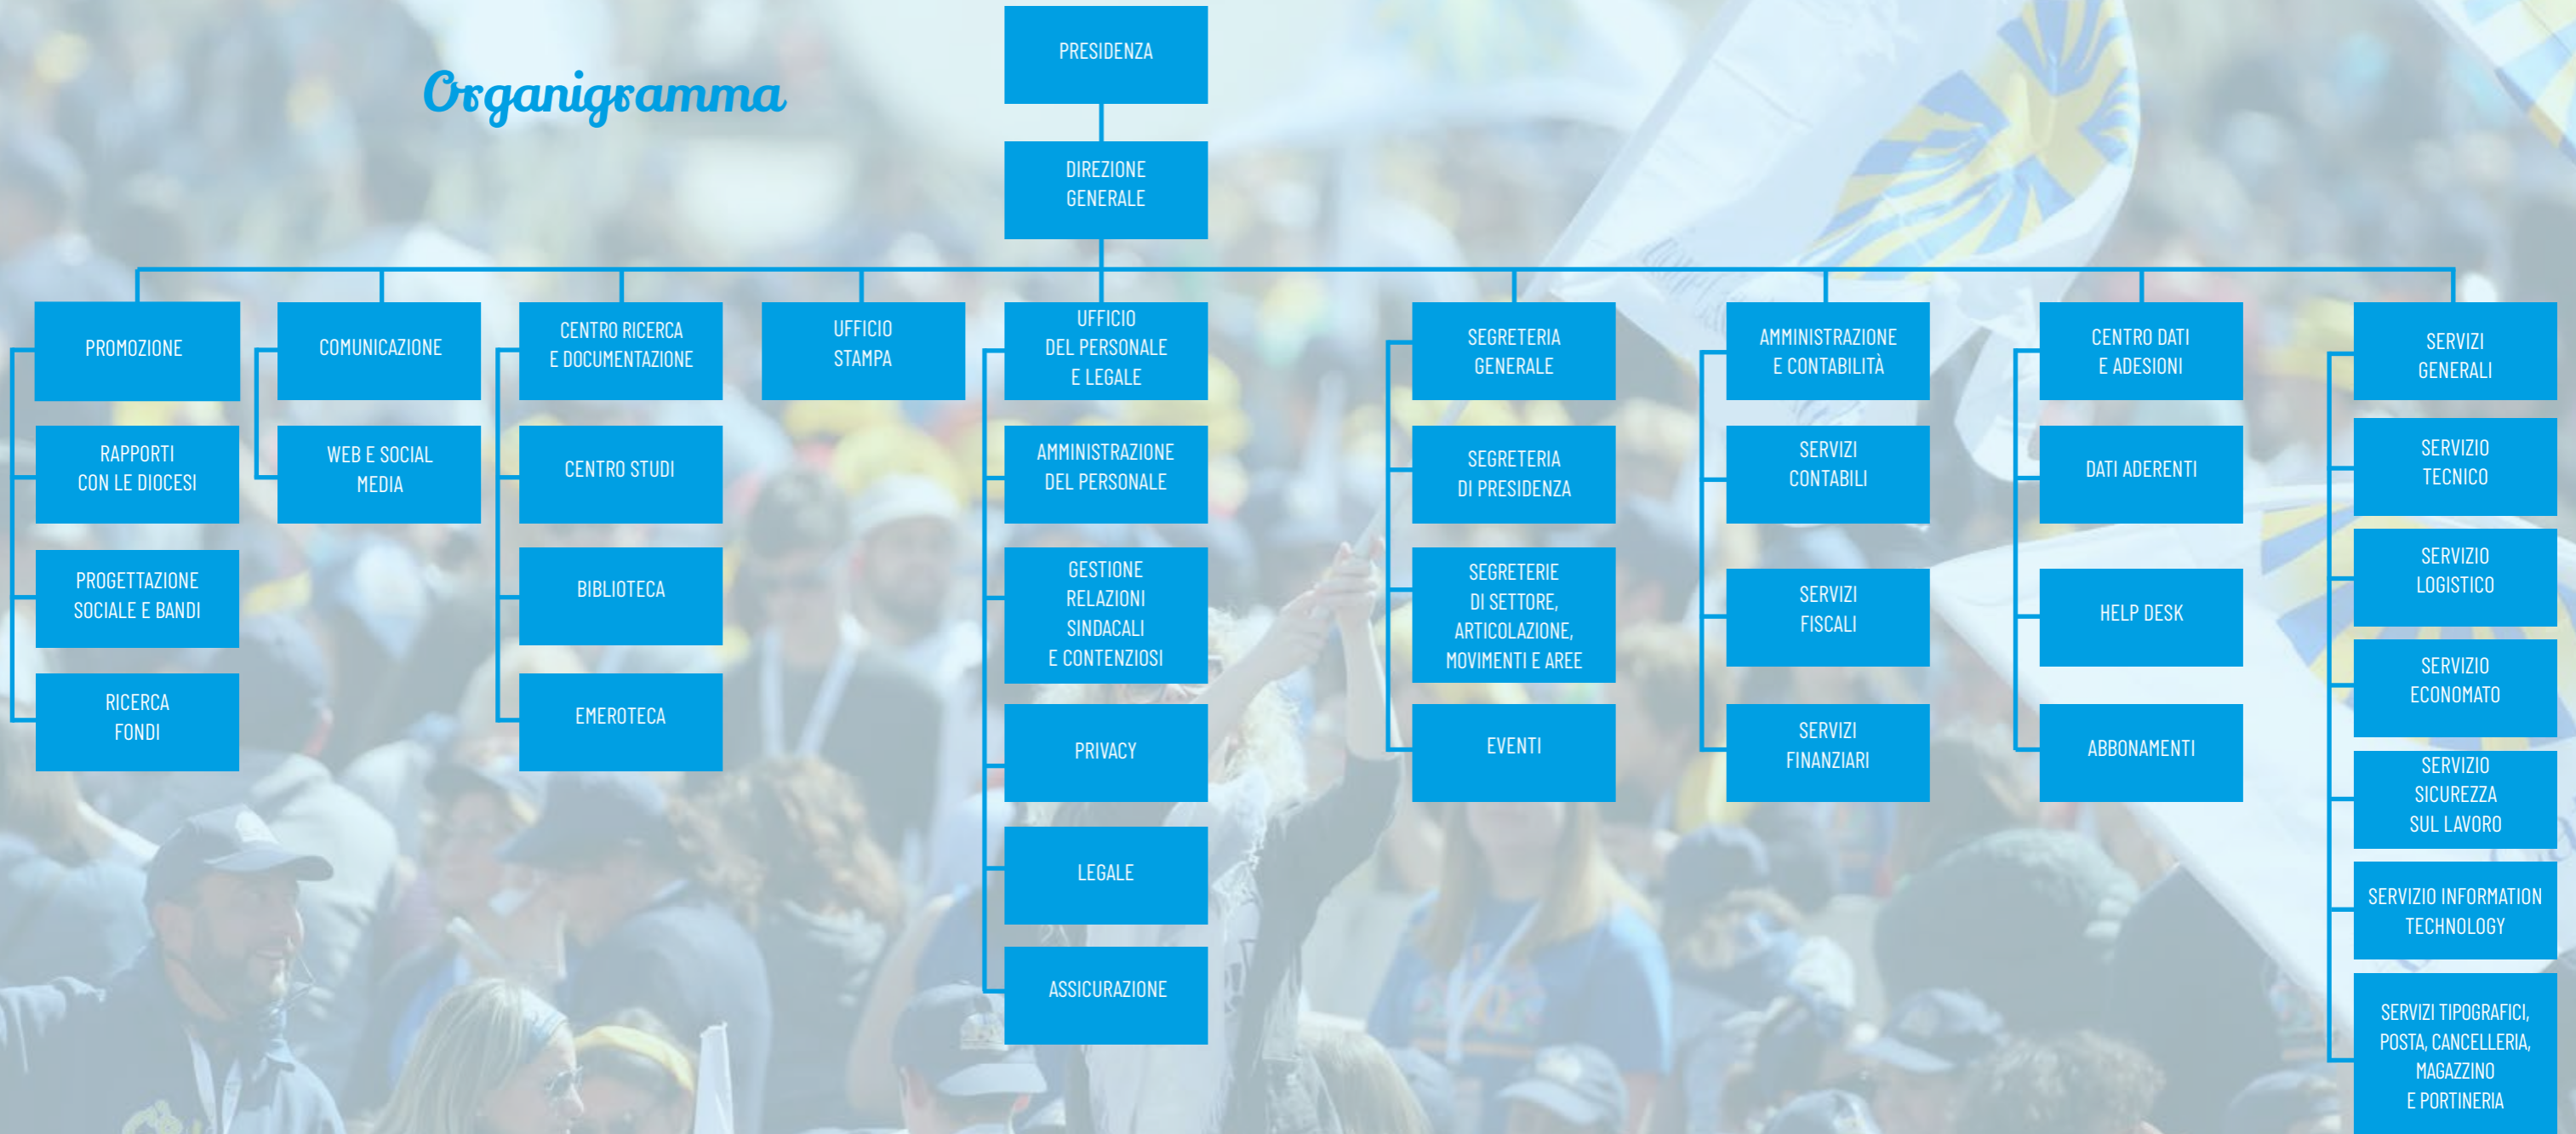 Organigramma
PRESIDENZA
DIREZIONE
GENERALE
PROMOZIONE
RAPPORTI
CON LE DIOCESI
PROGETTAZIONE
SOCIALE E BANDI
RICERCA
FONDI
COMUNICAZIONE
WEB E SOCIAL
MEDIA
CENTRO RICERCA
E DOCUMENTAZIONE
CENTRO STUDI
BIBLIOTECA
EMEROTECA
UFFICIO
STAMPA
UFFICIO
DEL PERSONALE
E LEGALE
AMMINISTRAZIONE
DEL PERSONALE
GESTIONE
RELAZIONI
SINDACALI
E CONTENZIOSI
PRIVACY
LEGALE
ASSICURAZIONE
SEGRETERIA
GENERALE
SEGRETERIA
DI PRESIDENZA
SEGRETERIE
DI SETTORE,
ARTICOLAZIONE,
MOVIMENTI E AREE
EVENTI
AMMINISTRAZIONE
E CONTABILITÀ
SERVIZI
CONTABILI
SERVIZI
FISCALI
SERVIZI
FINANZIARI
CENTRO DATI
E ADESIONI
DATI ADERENTI
HELP DESK
ABBONAMENTI
SERVIZI
GENERALI
SERVIZIO
TECNICO
SERVIZIO
LOGISTICO
SERVIZIO
ECONOMATO
SERVIZIO
SICUREZZA
SUL LAVORO
SERVIZIO INFORMATION
TECHNOLOGY
SERVIZI TIPOGRAFICI,
POSTA, CANCELLERIA,
MAGAZZINO
E PORTINERIA